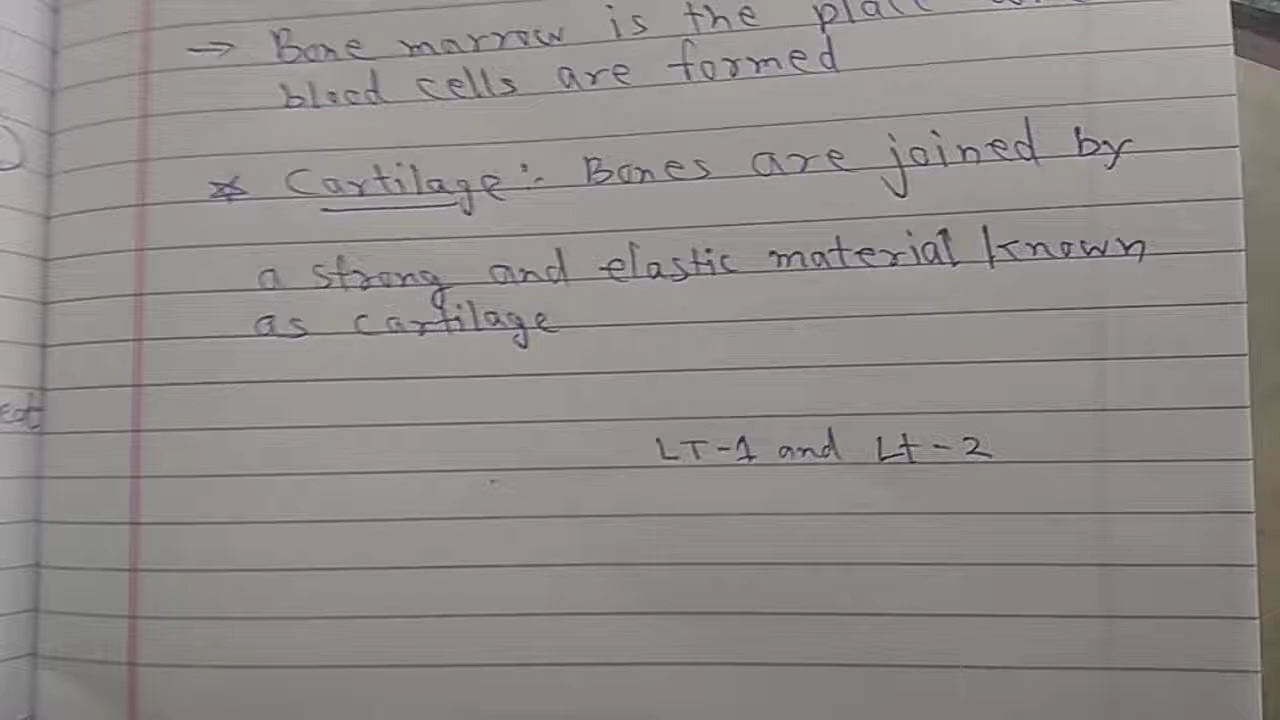 → Bone marrow is the place
blood cells are formed
* Cartilage :- Bones are joined by
a strong and elastic material known
as cartilage
LT-1 and Lt-2